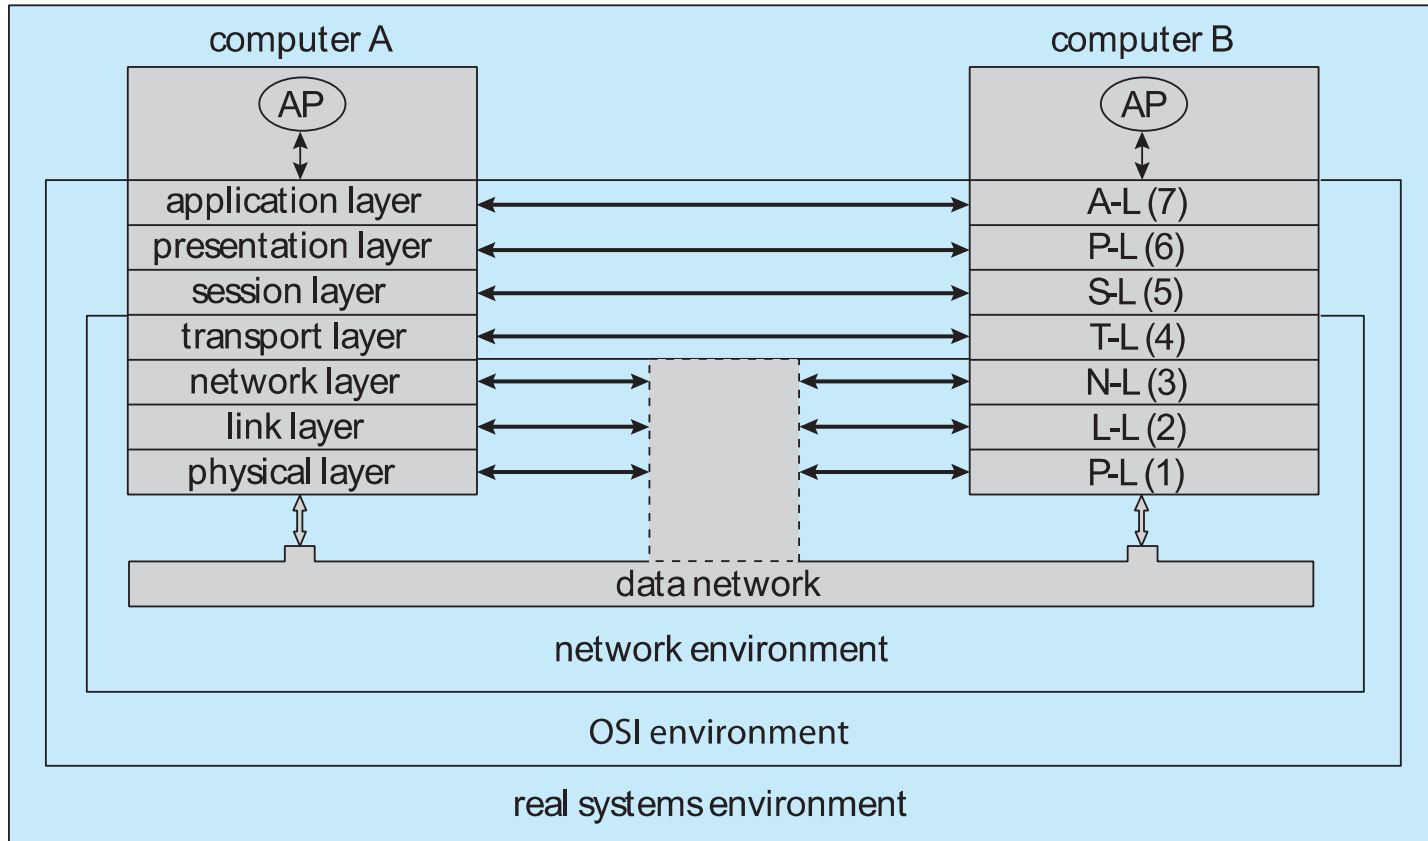 computer A
computer B
AP
AP
application layer
A-L (7)
presentation layer
P-L (6)
session layer
S-L (5)
transport layer
T-L (4)
network layer
N-L (3)
link layer
L-L (2)
physical layer
P-L (1)
data network
network environment
OSI environment
real systems environment